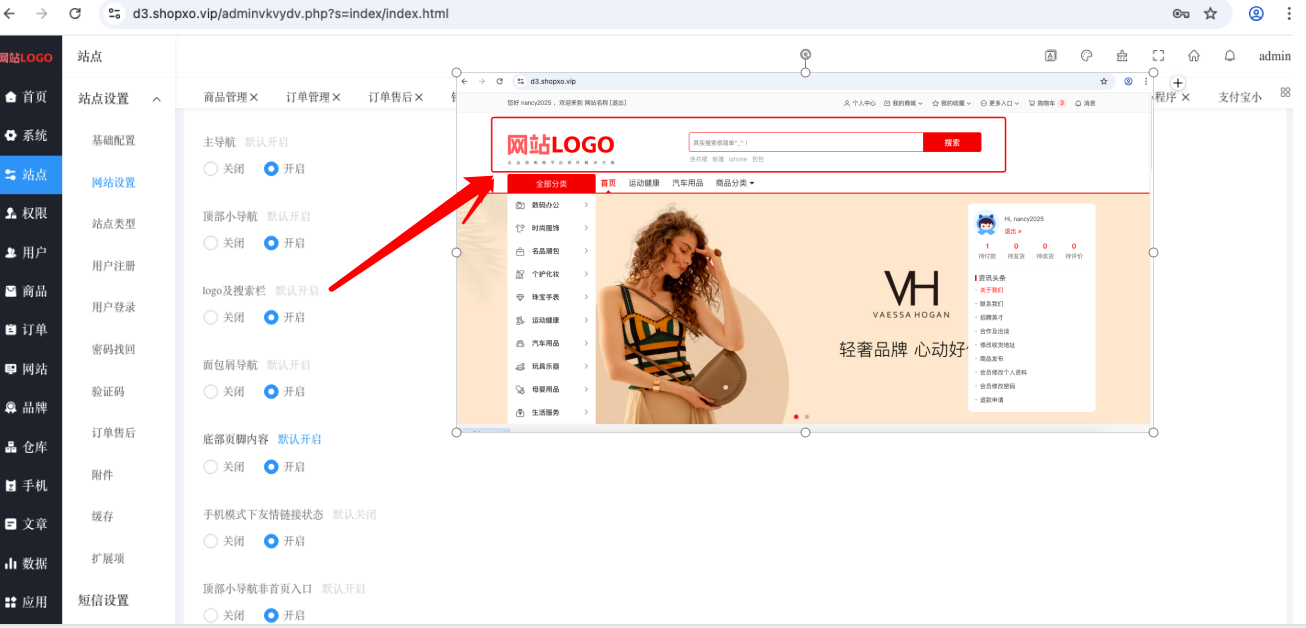 d3.shopxo.vip/adminvkvydv.php?s=index/index.html
网站LOGO
站点
admin
首页
系统
站点
权限
用户
商品
订单
网站
品牌
仓库
手机
文章
数据
应用
站点设置
基础配置
网站设置
站点类型
用户注册
用户登录
密码找回
验证码
订单售后
附件
缓存
扩展项
短信设置
商品管理 订单管理 订单售后
程序 支付宝小
主导航 默认开启
关闭 开启
顶部小导航 默认开启
关闭 开启
logo及搜索栏 默认开启
关闭 开启
面包屑导航 默认开启
关闭 开启
底部页脚内容 默认开启
关闭 开启
手机模式下友情链接状态 默认关闭
关闭 开启
顶部小导航非首页入口 默认开启
关闭 开启
d3.shopxo.vip
您好 nancy2025 ，欢迎来到 网站名称 [退出]
个人中心 我的商城 我的收藏 更多入口 购物车 3 消息
网站LOGO
企业级电商平台软件解决方案
其实搜索很简单^_^ !
搜索
连衣裙 帐篷 iphone 包包
全部分类 首页 运动健康 汽车用品 商品分类
数码办公
时尚服饰
名品潮包
个护化妆
珠宝手表
运动健康
汽车用品
玩具乐器
母婴用品
生活服务
VH
VAESSA HOGAN
轻奢品牌 心动好
Hi, nancy2025
退出 »
1 0 0 0
待付款 待发货 待收货 待评价
资讯头条
· 关于我们
· 联系我们
· 招聘英才
· 合作及洽谈
· 修改收货地址
· 商品发布
· 会员修改个人资料
· 会员修改密码
· 退款申请